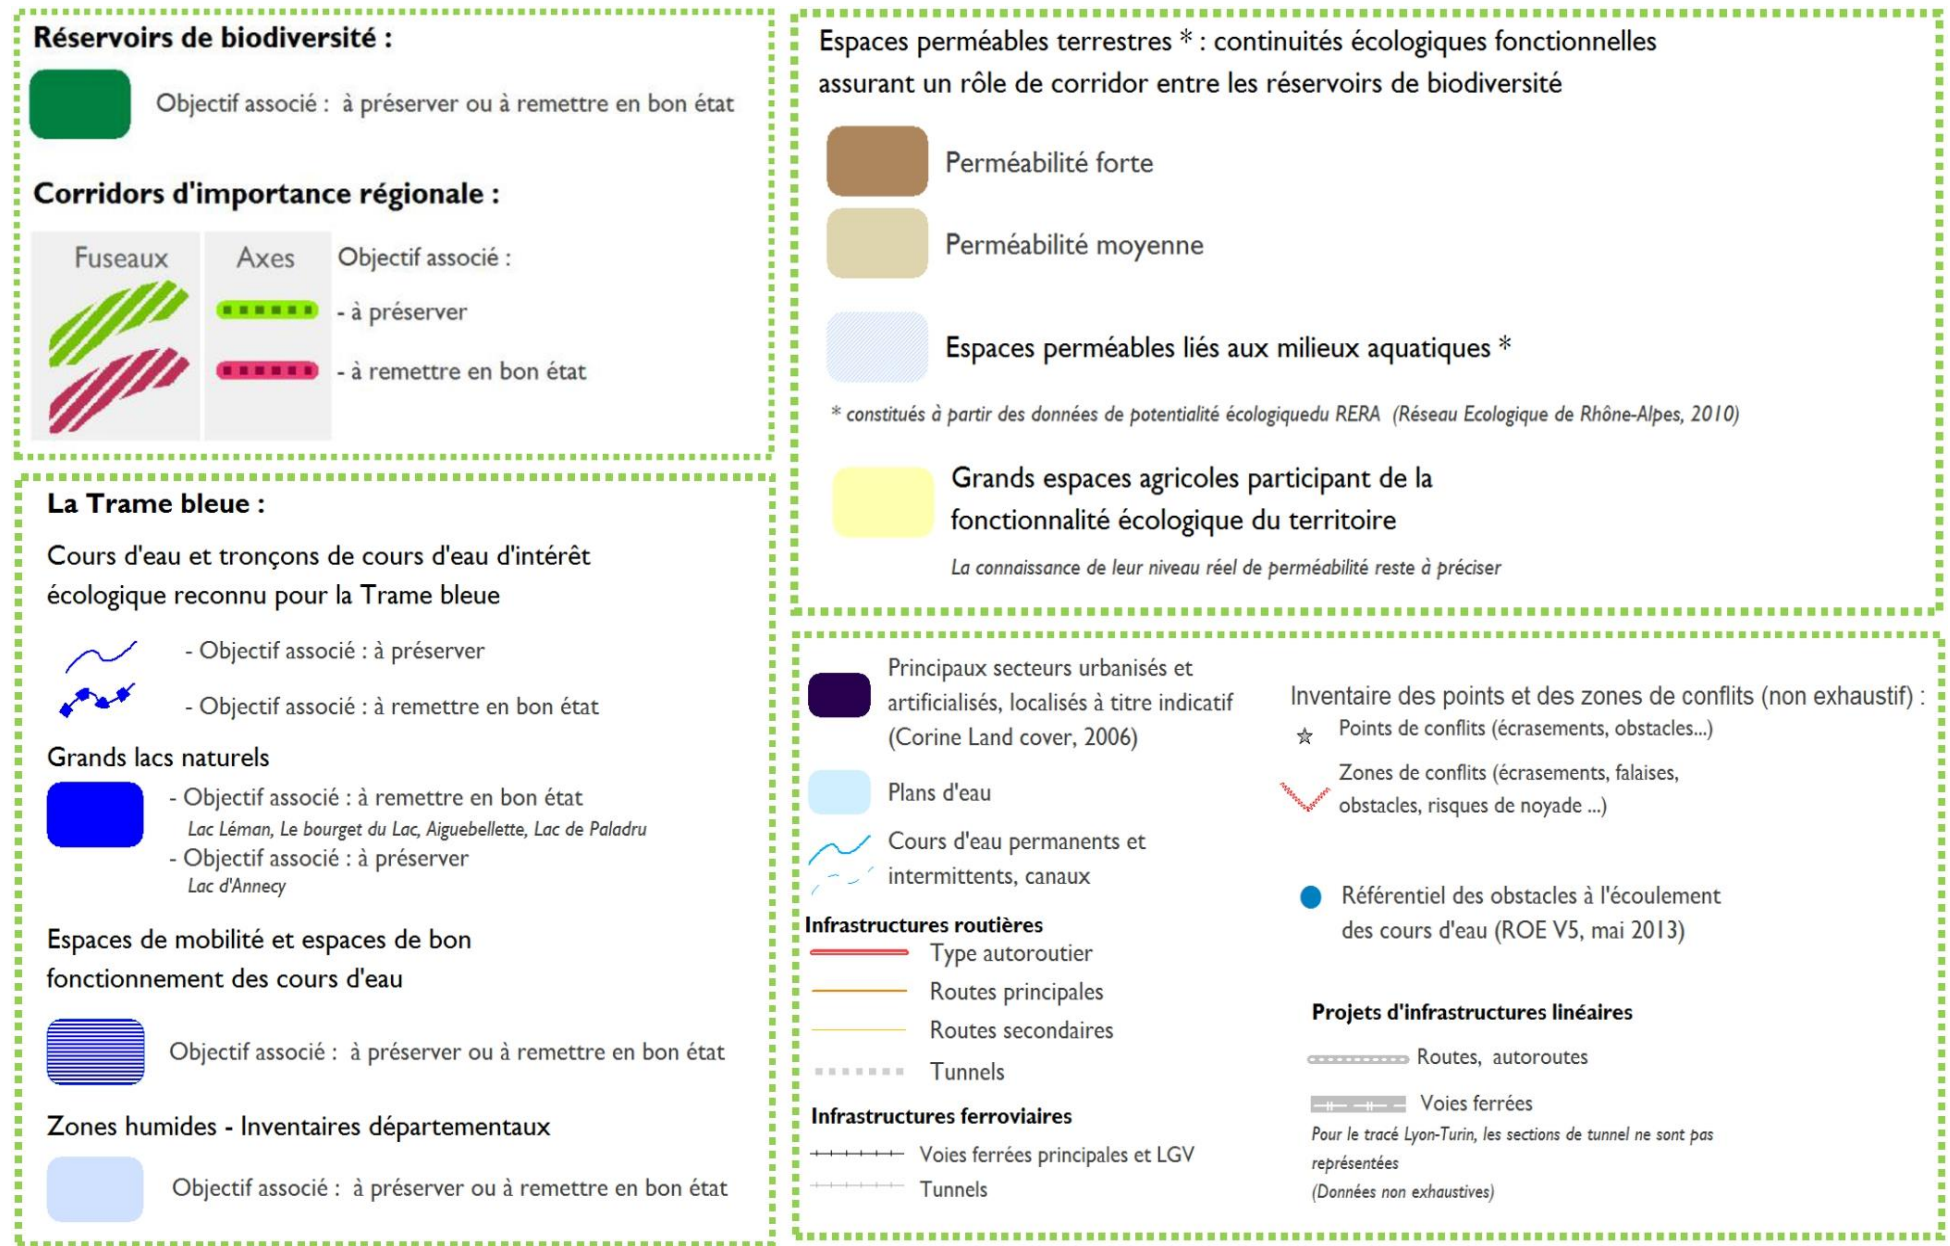 Réservoirs de biodiversité :
Objectif associé : à préserver ou à remettre en bon état
Corridors d'importance régionale :
Fuseaux
Axes
Objectif associé :
- à préserver
- à remettre en bon état
La Trame bleue :
Cours d'eau et tronçons de cours d'eau d'intérêt
écologique reconnu pour la Trame bleue
- Objectif associé : à préserver
- Objectif associé : à remettre en bon état
Grands lacs naturels
- Objectif associé : à remettre en bon état
Lac Léman, Le bourget du Lac, Aiguebellette, Lac de Paladru
- Objectif associé : à préserver
Lac d'Annecy
Espaces de mobilité et espaces de bon
fonctionnement des cours d'eau
Objectif associé : à préserver ou à remettre en bon état
Zones humides - Inventaires départementaux
Objectif associé : à préserver ou à remettre en bon état
Espaces perméables terrestres * : continuités écologiques fonctionnelles
assurant un rôle de corridor entre les réservoirs de biodiversité
Perméabilité forte
Perméabilité moyenne
Espaces perméables liés aux milieux aquatiques *
* constitués à partir des données de potentialité écologiquedu RERA (Réseau Ecologique de Rhône-Alpes, 2010)
Grands espaces agricoles participant de la
fonctionnalité écologique du territoire
La connaissance de leur niveau réel de perméabilité reste à préciser
Principaux secteurs urbanisés et
artificialisés, localisés à titre indicatif
(Corine Land cover, 2006)
Plans d'eau
Cours d'eau permanents et
intermittents, canaux
Infrastructures routières
Type autoroutier
Routes principales
Routes secondaires
Tunnels
Infrastructures ferroviaires
Voies ferrées principales et LGV
Tunnels
Inventaire des points et des zones de conflits (non exhaustif) :
Points de conflits (écrasements, obstacles...)
Zones de conflits (écrasements, falaises,
obstacles, risques de noyade ...)
Référentiel des obstacles à l'écoulement
des cours d'eau (ROE V5, mai 2013)
Projets d'infrastructures linéaires
Routes, autoroutes
Voies ferrées
Pour le tracé Lyon-Turin, les sections de tunnel ne sont pas
représentées
(Données non exhaustives)